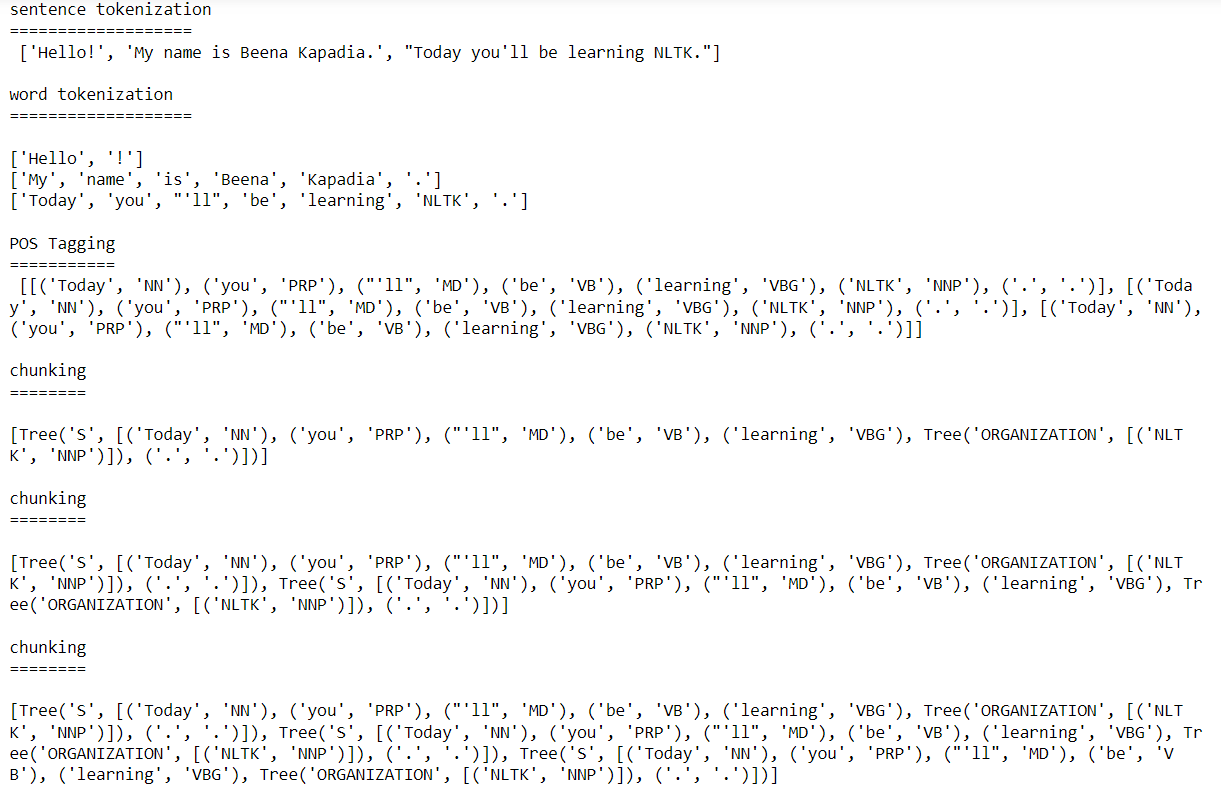 sentence tokenization
===================
['Hello!', 'My name is Beena Kapadia.', "Today you'll be learning NLTK."]
word tokenization
===================
['Hello', '!']
['My', 'name', 'is', 'Beena', 'Kapadia', '.']
['Today', 'you', "'ll", 'be', 'learning', 'NLTK', '.']
POS Tagging
===========
[[('Today', 'NN'), ('you', 'PRP'), ("'ll", 'MD'), ('be', 'VB'), ('learning', 'VBG'), ('NLTK', 'NNP'), ('.', '.')], [('Toda
y', 'NN'), ('you', 'PRP'), ("'ll", 'MD'), ('be', 'VB'), ('learning', 'VBG'), ('NLTK', 'NNP'), ('.', '.')], [('Today', 'NN'),
('you', 'PRP'), ("'ll", 'MD'), ('be', 'VB'), ('learning', 'VBG'), ('NLTK', 'NNP'), ('.', '.')]]
chunking
========
[Tree('S', [('Today', 'NN'), ('you', 'PRP'), ("'ll", 'MD'), ('be', 'VB'), ('learning', 'VBG'), Tree('ORGANIZATION', [('NLT
K', 'NNP')]), ('.', '.')])]
chunking
========
[Tree('S', [('Today', 'NN'), ('you', 'PRP'), ("'ll", 'MD'), ('be', 'VB'), ('learning', 'VBG'), Tree('ORGANIZATION', [('NLT
K', 'NNP')]), ('.', '.')]), Tree('S', [('Today', 'NN'), ('you', 'PRP'), ("'ll", 'MD'), ('be', 'VB'), ('learning', 'VBG'), Tr
ee('ORGANIZATION', [('NLTK', 'NNP')]), ('.', '.')])]
chunking
========
[Tree('S', [('Today', 'NN'), ('you', 'PRP'), ("'ll", 'MD'), ('be', 'VB'), ('learning', 'VBG'), Tree('ORGANIZATION', [('NLT
K', 'NNP')]), ('.', '.')]), Tree('S', [('Today', 'NN'), ('you', 'PRP'), ("'ll", 'MD'), ('be', 'VB'), ('learning', 'VBG'), Tr
ee('ORGANIZATION', [('NLTK', 'NNP')]), ('.', '.')]), Tree('S', [('Today', 'NN'), ('you', 'PRP'), ("'ll", 'MD'), ('be', 'V
B'), ('learning', 'VBG'), Tree('ORGANIZATION', [('NLTK', 'NNP')]), ('.', '.')])]